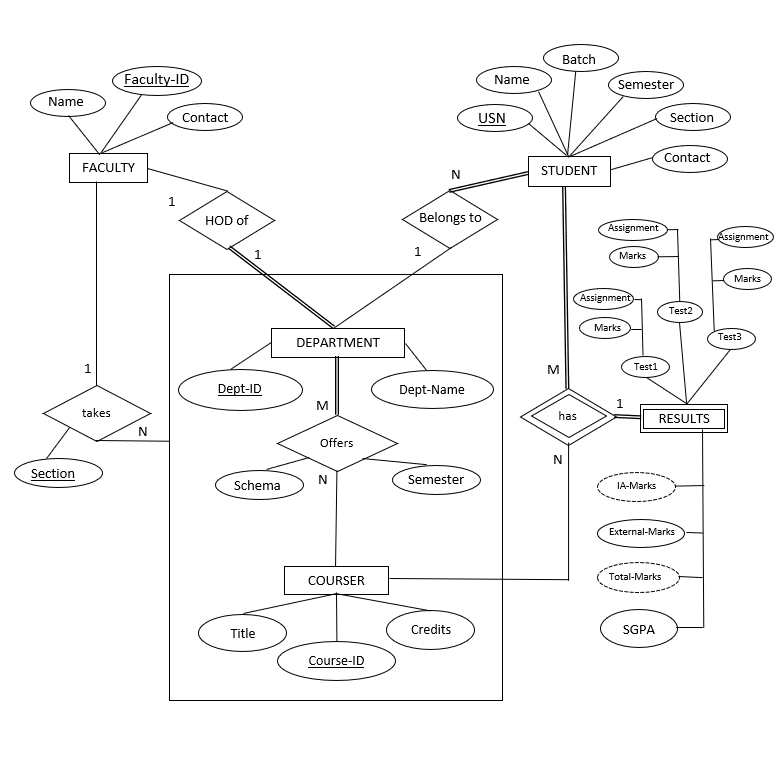 Batch
Faculty-ID
Name
Semester
Name
Contact
USN
Section
FACULTY
STUDENT
Contact
N
1
HOD of
Belongs to
Assignment
Assignment
1
1
Marks
Marks
Assignment
Test2
Marks
Test3
DEPARTMENT
1
M
Test1
Dept-ID
Dept-Name
M
1
takes
has
RESULTS
N
Offers
N
Section
Schema
N
Semester
IA-Marks
External-Marks
COURSER
Total-Marks
Title
Credits
SGPA
Course-ID